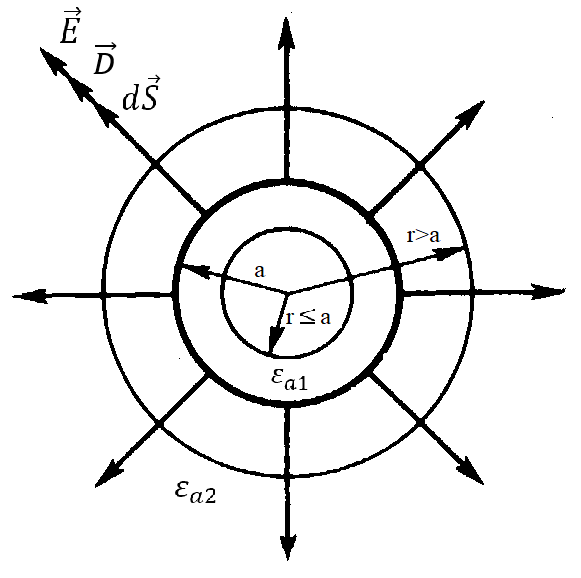 E⃗
D⃗
dS⃗
r>a
a
r ≤ a
εₐ₁
εₐ₂